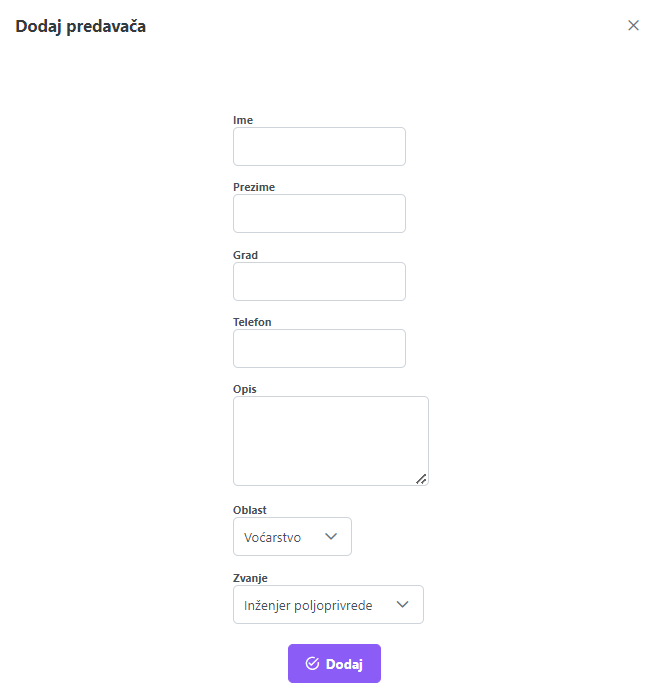 Dodaj predavača
Ime
Prezime
Grad
Telefon
Opis
Oblast
Voćarstvo
Zvanje
Inženjer poljoprivrede
Dodaj